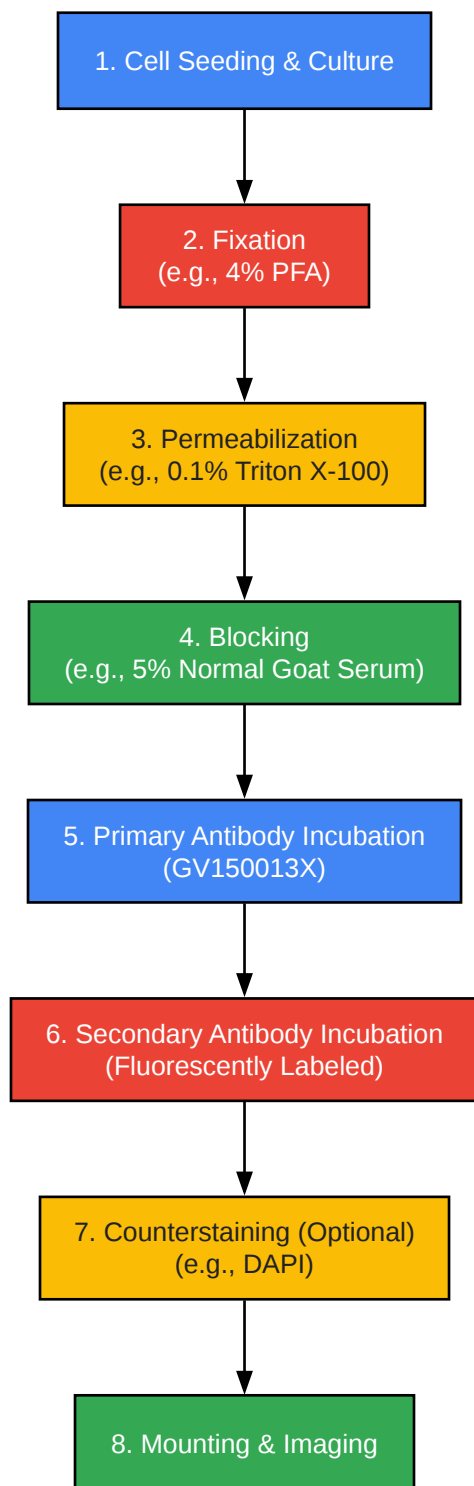 1. Cell Seeding & Culture
2. Fixation
(e.g., 4% PFA)
3. Permeabilization
(e.g., 0.1% Triton X-100)
4. Blocking
(e.g., 5% Normal Goat Serum)
5. Primary Antibody Incubation
(GV150013X)
6. Secondary Antibody Incubation
(Fluorescently Labeled)
7. Counterstaining (Optional)
(e.g., DAPI)
8. Mounting & Imaging